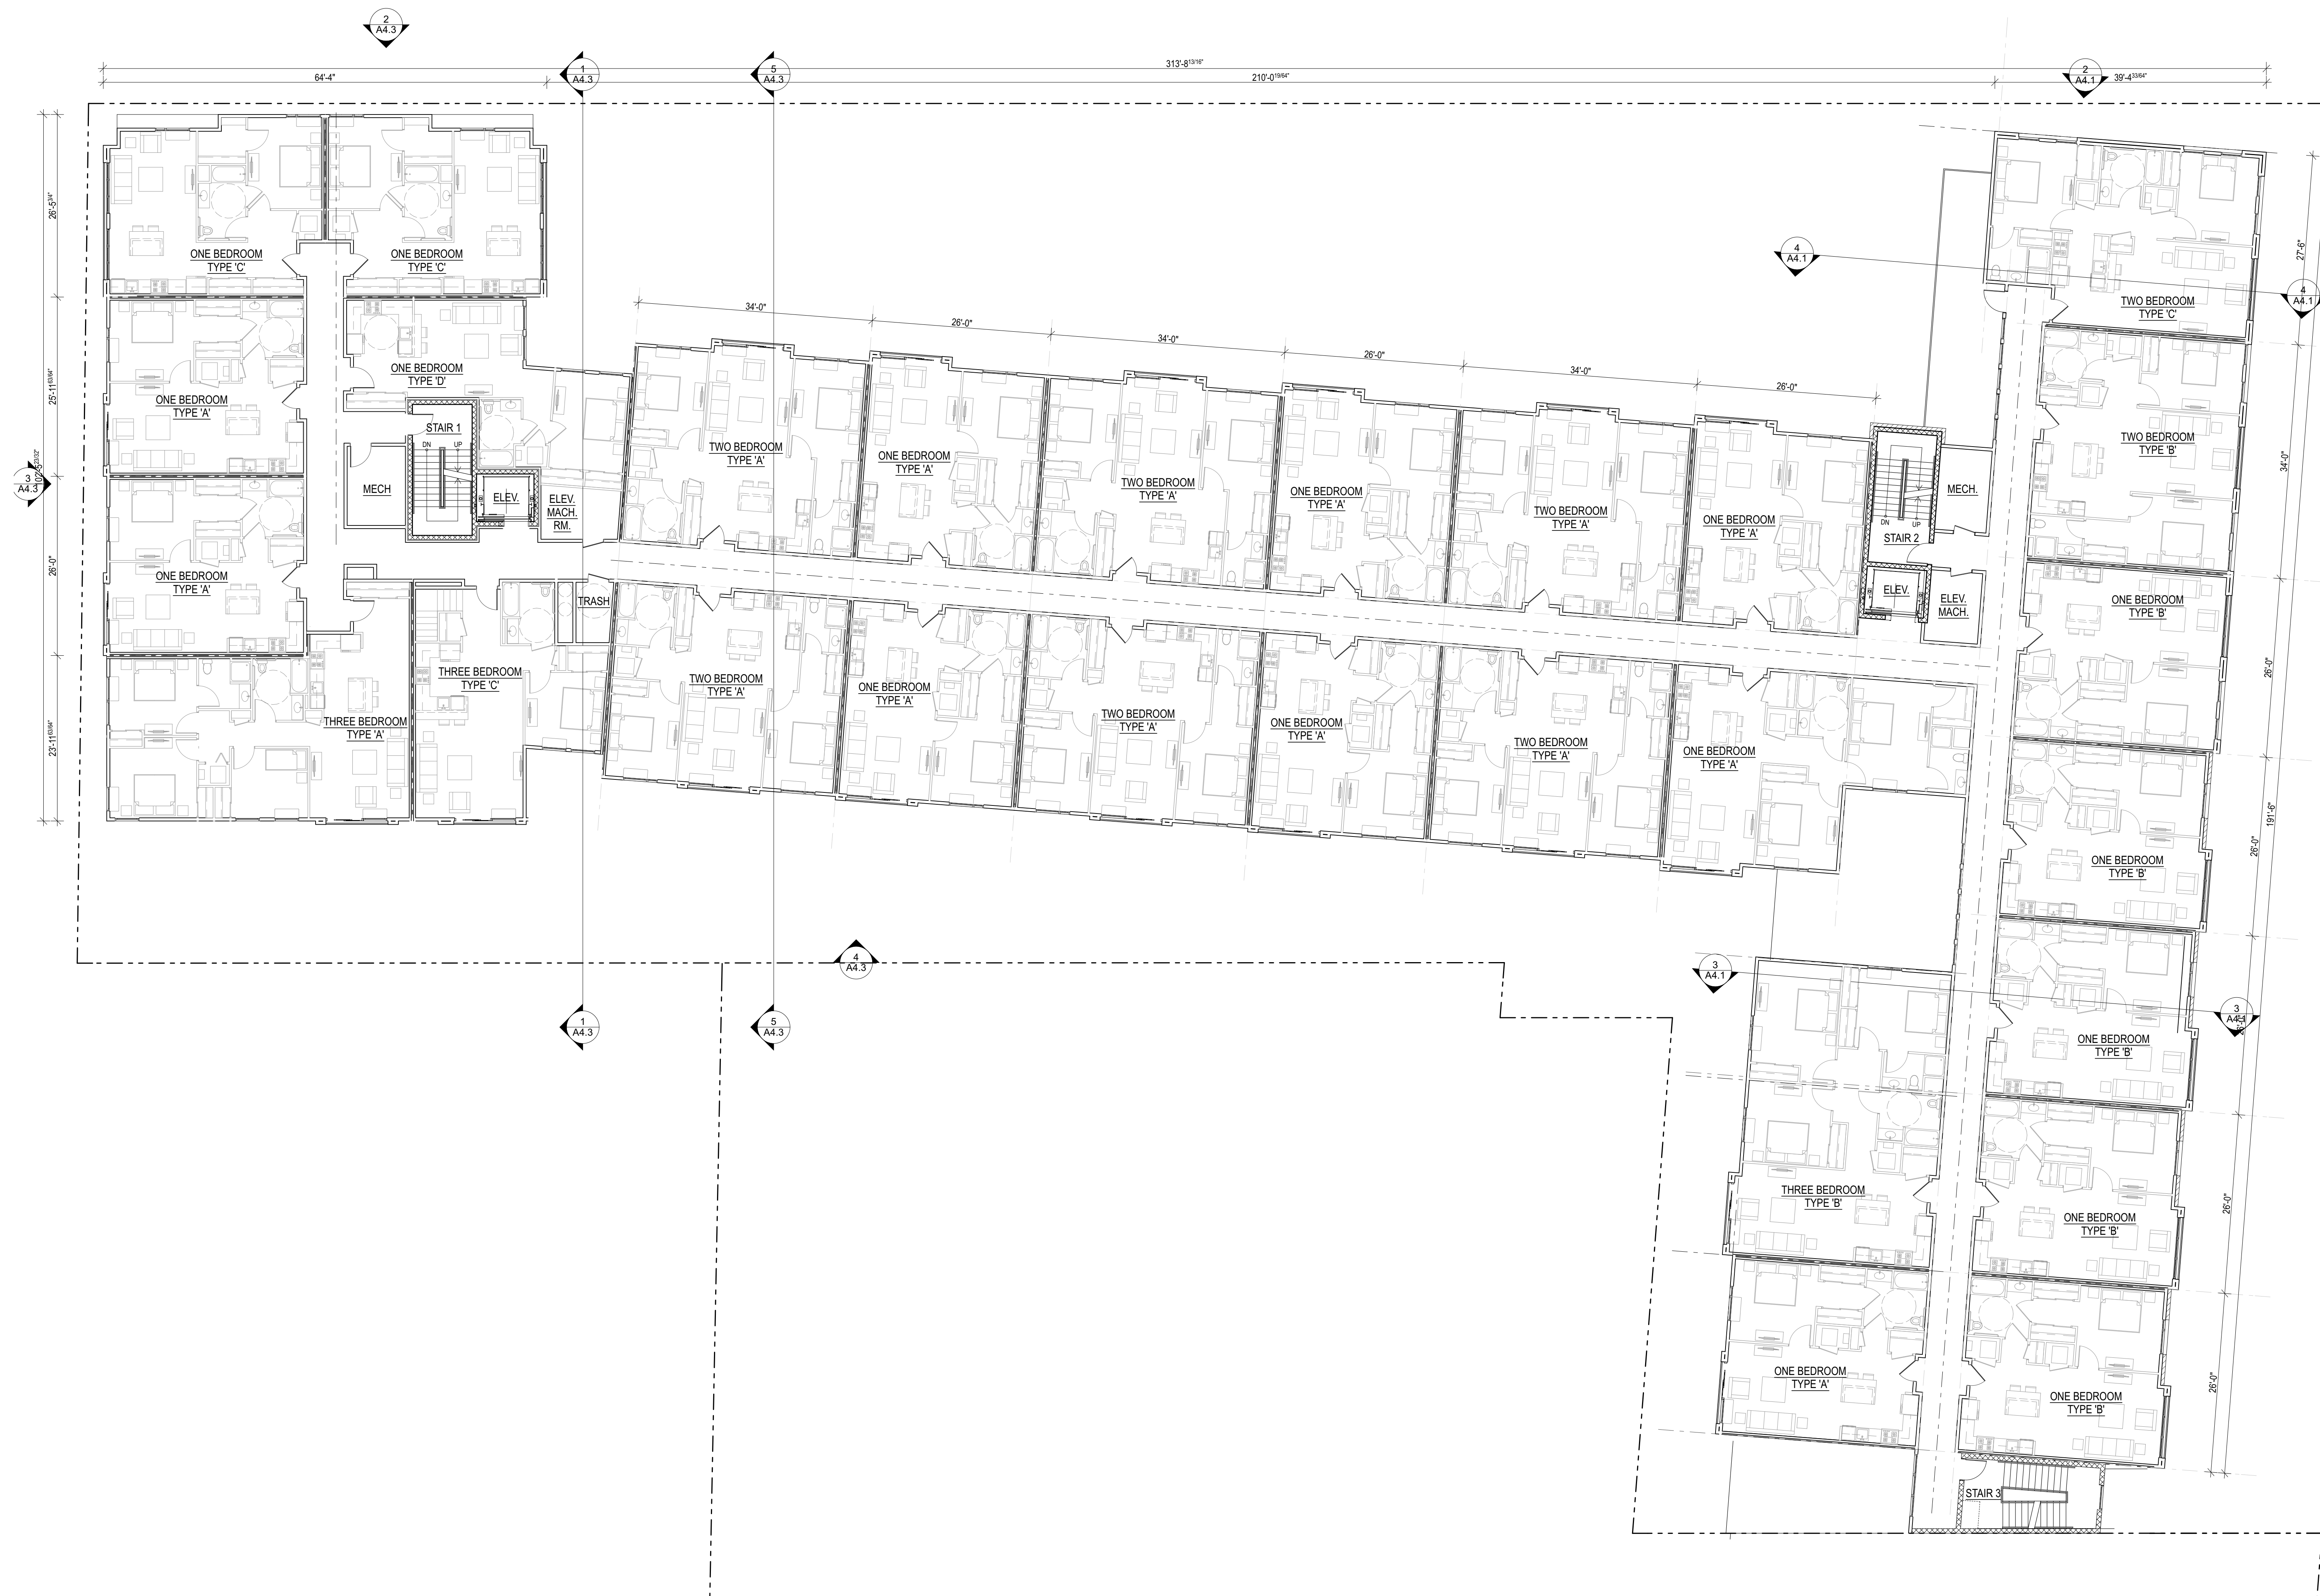 2
A4.3
313'-8 13/16"
64'-4"
1
A4.3
5
A4.3
210'-0 19/64"
2
A4.1
39'-4 33/64"
26'-5 3/4"
25'-11 63/64"
26'-0"
23'-11 63/64"
3
A4.3
ONE BEDROOM
TYPE 'C'
ONE BEDROOM
TYPE 'C'
ONE BEDROOM
TYPE 'A'
ONE BEDROOM
TYPE 'D'
STAIR 1
DN
UP
MECH
ELEV.
ELEV.
MACH.
RM.
ONE BEDROOM
TYPE 'A'
TRASH
THREE BEDROOM
TYPE 'A'
THREE BEDROOM
TYPE 'C'
34'-0"
26'-0"
34'-0"
26'-0"
34'-0"
26'-0"
TWO BEDROOM
TYPE 'A'
ONE BEDROOM
TYPE 'A'
TWO BEDROOM
TYPE 'A'
ONE BEDROOM
TYPE 'A'
TWO BEDROOM
TYPE 'A'
ONE BEDROOM
TYPE 'A'
TWO BEDROOM
TYPE 'A'
ONE BEDROOM
TYPE 'A'
TWO BEDROOM
TYPE 'A'
ONE BEDROOM
TYPE 'A'
TWO BEDROOM
TYPE 'A'
ONE BEDROOM
TYPE 'A'
DN
UP
STAIR 2
MECH.
ELEV.
ELEV.
MACH.
4
A4.1
4
A4.1
27'-6"
34'-0"
26'-0"
191'-6"
26'-0"
26'-0"
26'-0"
TWO BEDROOM
TYPE 'C'
TWO BEDROOM
TYPE 'B'
ONE BEDROOM
TYPE 'B'
ONE BEDROOM
TYPE 'B'
ONE BEDROOM
TYPE 'B'
ONE BEDROOM
TYPE 'B'
ONE BEDROOM
TYPE 'B'
4
A4.3
3
A4.1
3
A4.1
1
A4.3
5
A4.3
THREE BEDROOM
TYPE 'B'
ONE BEDROOM
TYPE 'A'
STAIR 3